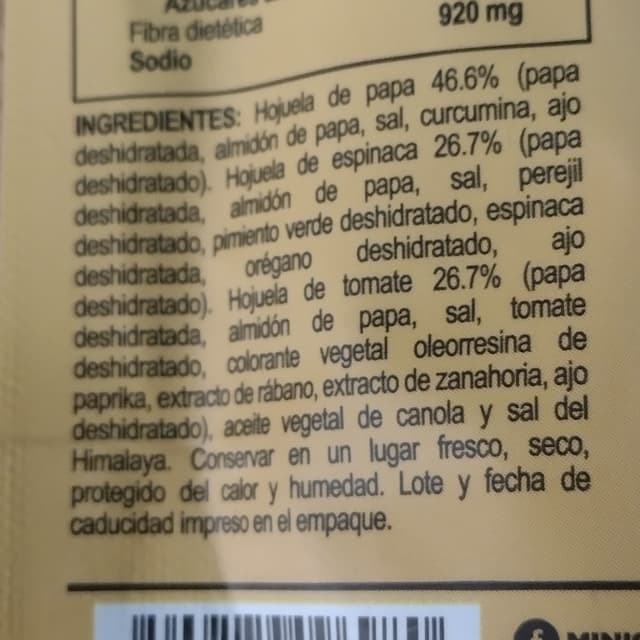 Azúcares
920 mg
Fibra dietética
Sodio
INGREDIENTES: Hojuela de papa 46.6% (papa
deshidratada, almidón de papa, sal, curcumina, ajo
deshidratado). Hojuela de espinaca 26.7% (papa
deshidratada, almidón de papa, sal, perejil
deshidratado, pimiento verde deshidratado, espinaca
deshidratada, orégano deshidratado, ajo
deshidratado). Hojuela de tomate 26.7% (papa
deshidratada, almidón de papa, sal, tomate
deshidratado, colorante vegetal oleorresina de
paprika, extracto de rábano, extracto de zanahoria, ajo
deshidratado), aceite vegetal de canola y sal del
Himalaya. Conservar en un lugar fresco, seco,
protegido del calor y humedad. Lote y fecha de
caducidad impreso en el empaque.